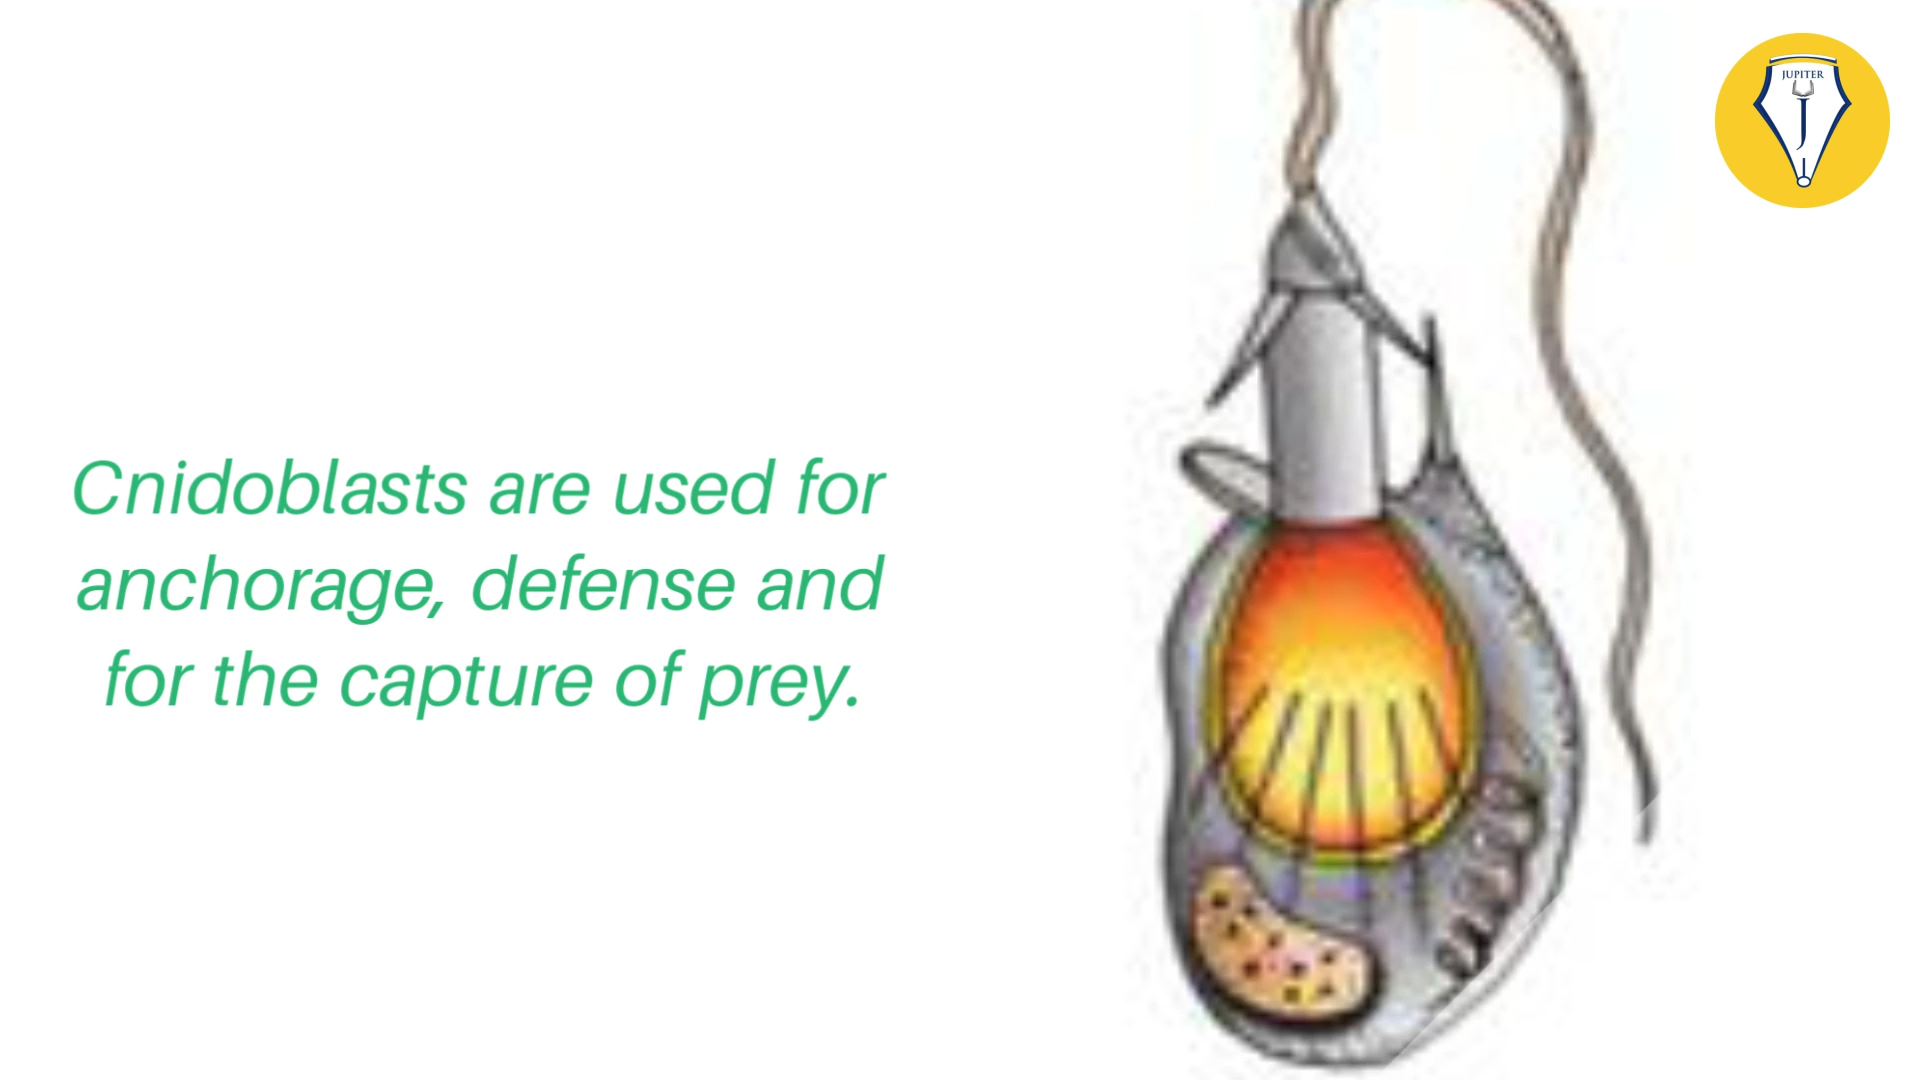 JUPITER
J
Cnidoblasts are used for
anchorage, defense and
for the capture of prey.